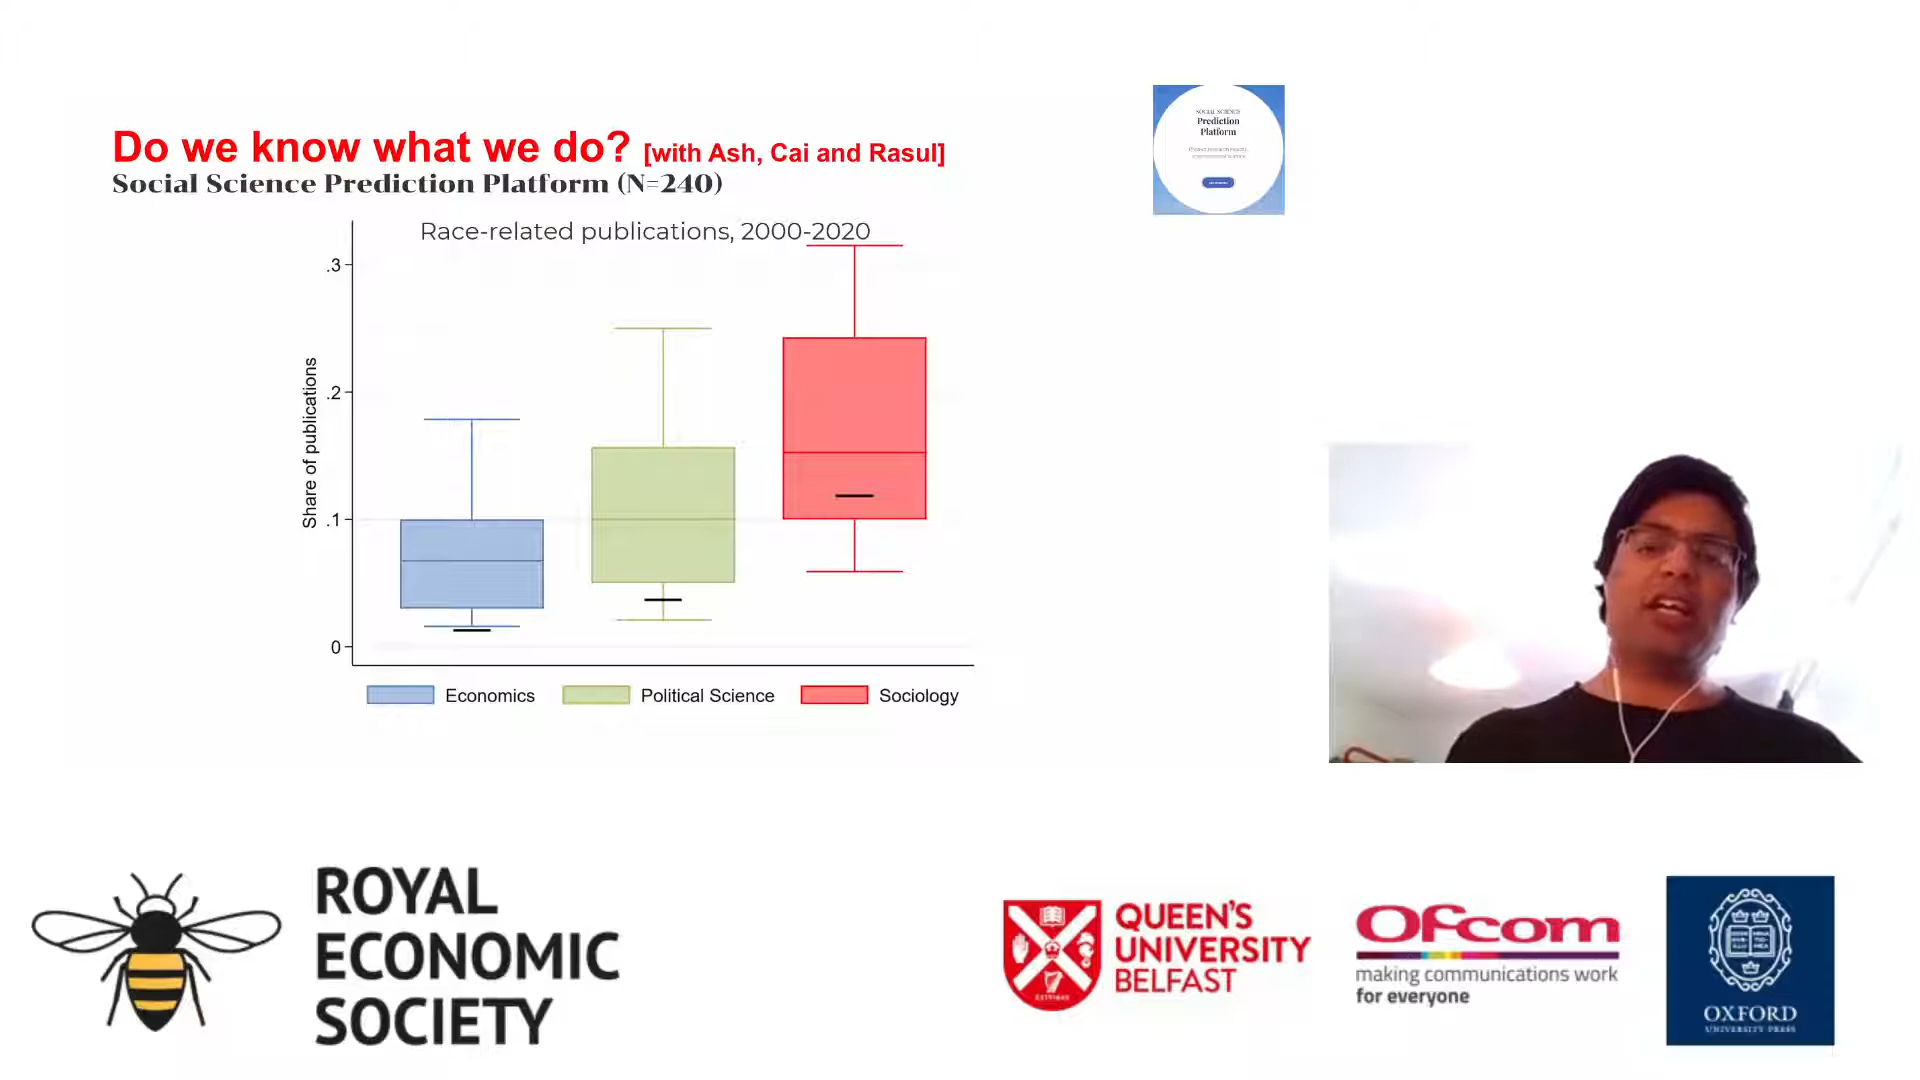 Do we know what we do? [with Ash, Cai and Rasul]
Social Science Prediction Platform (N=240)
SOCIAL SCIENCE
Prediction
Platform
Race-related publications, 2000-2020
Share of publications
.3
.2
.1
0
Economics
Political Science
Sociology
ROYAL
ECONOMIC
SOCIETY
QUEEN'S
UNIVERSITY
BELFAST
Ofcom
making communications work
for everyone
OXFORD
UNIVERSITY PRESS